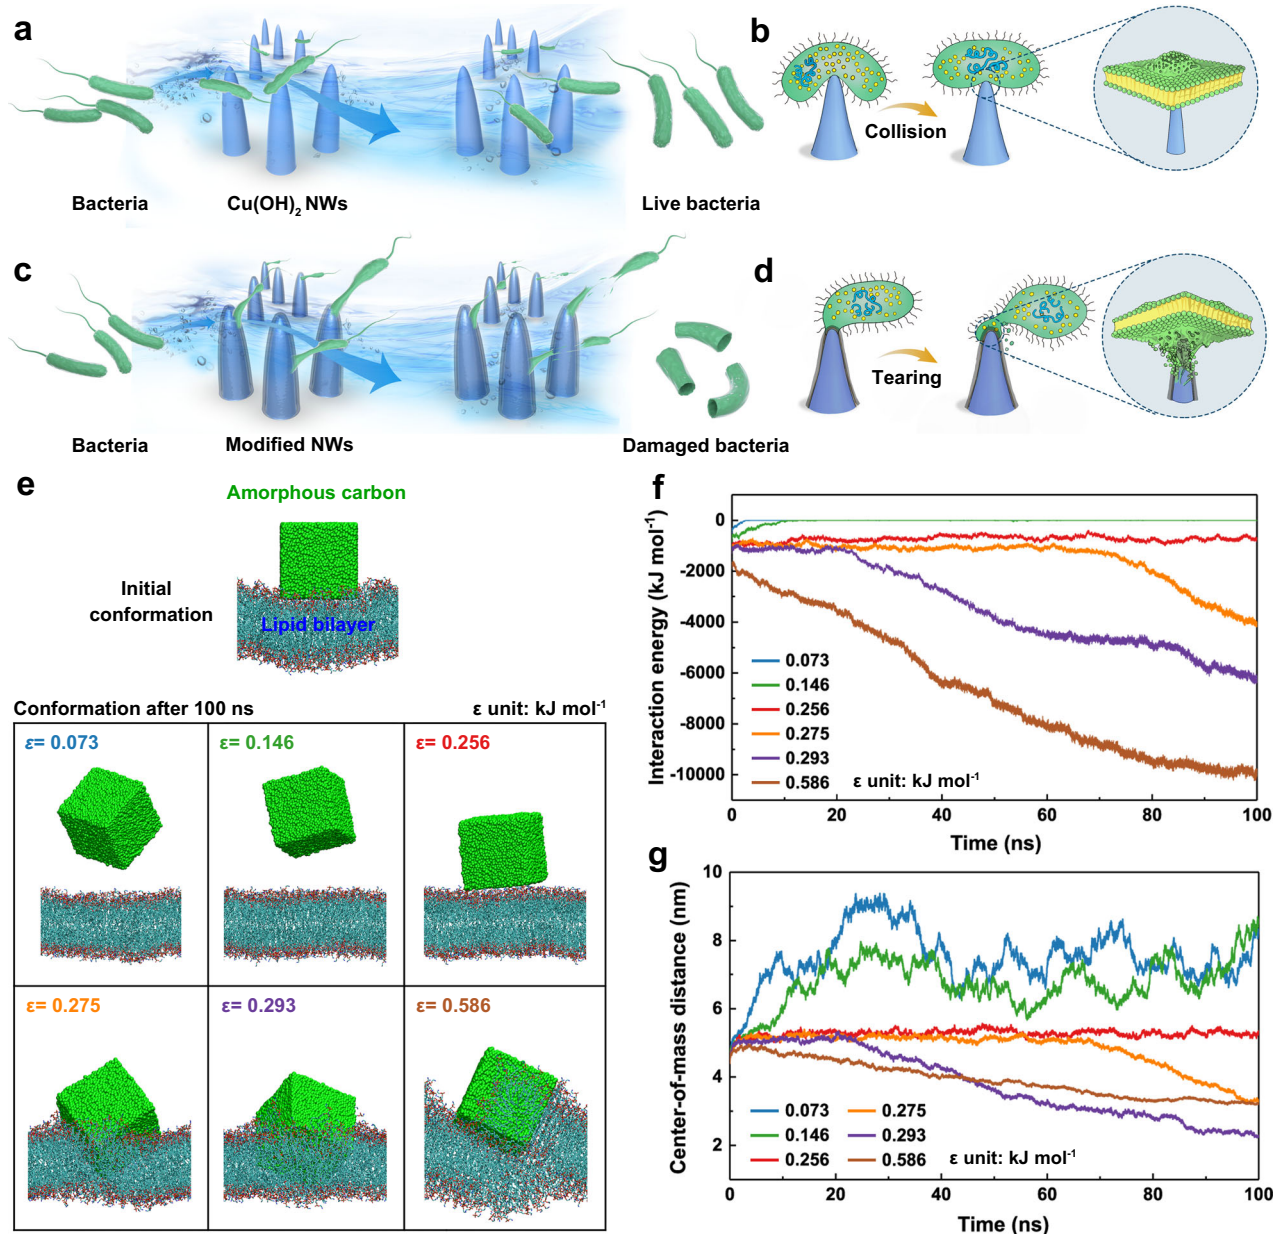 a
Bacteria
Cu(OH)₂ NWs
Live bacteria
b
Collision
c
Bacteria
Modified NWs
Damaged bacteria
d
Tearing
e
Amorphous carbon
Initial
conformation
Lipid bilayer
Conformation after 100 ns
ε unit: kJ mol⁻¹
ε= 0.073
ε= 0.146
ε= 0.256
ε= 0.275
ε= 0.293
ε= 0.586
f
Interaction energy (kJ mol⁻¹)
0
-2000
-4000
-6000
-8000
-10000
0.073
0.146
0.256
0.275
0.293
0.586
ε unit: kJ mol⁻¹
0 20 40 60 80 100
Time (ns)
g
Center-of-mass distance (nm)
10
8
6
4
2
0.073 0.275
0.146 0.293
0.256 0.586
ε unit: kJ mol⁻¹
0 20 40 60 80 100
Time (ns)